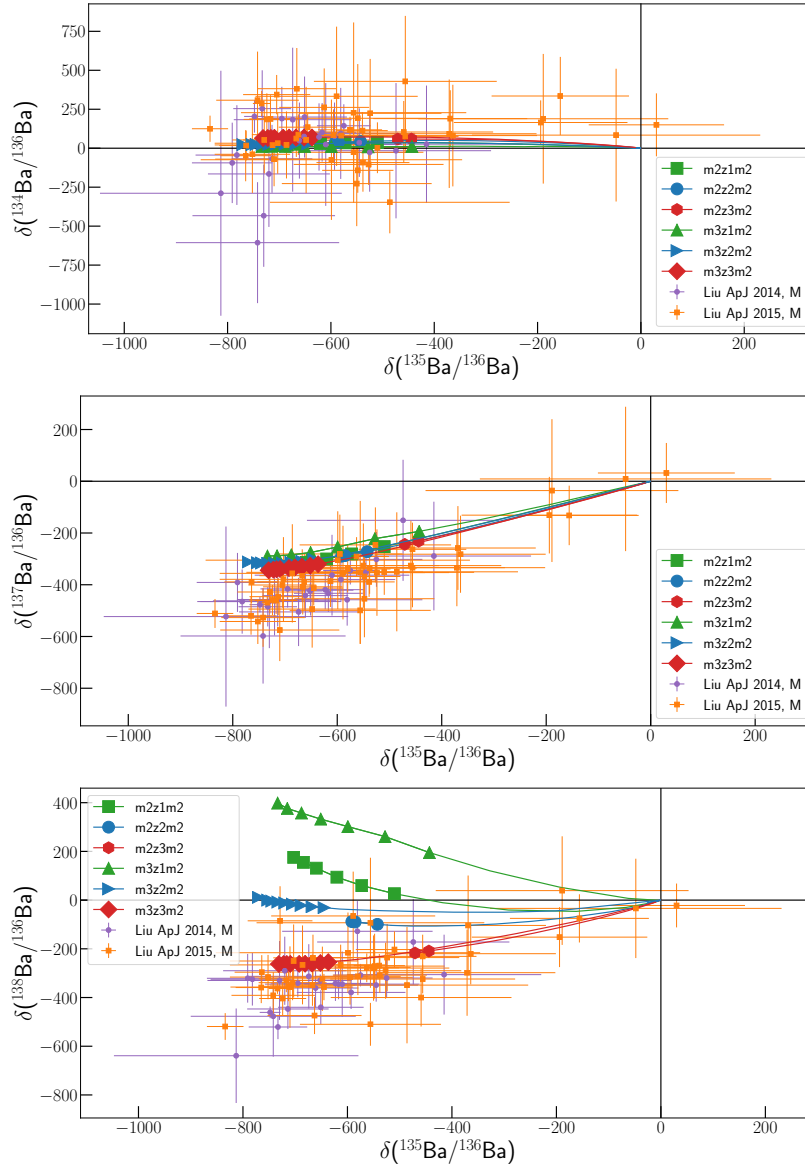 750
500
250
0
−250
−500
−750
−1000
δ(¹³⁴Ba/¹³⁶Ba)
m2z1m2
m2z2m2
m2z3m2
m3z1m2
m3z2m2
m3z3m2
Liu ApJ 2014, M
Liu ApJ 2015, M
−1000 −800 −600 −400 −200 0 200
δ(¹³⁵Ba/¹³⁶Ba)
200
0
−200
−400
−600
−800
δ(¹³⁷Ba/¹³⁶Ba)
m2z1m2
m2z2m2
m2z3m2
m3z1m2
m3z2m2
m3z3m2
Liu ApJ 2014, M
Liu ApJ 2015, M
−1000 −800 −600 −400 −200 0 200
δ(¹³⁵Ba/¹³⁶Ba)
400
200
0
−200
−400
−600
−800
δ(¹³⁸Ba/¹³⁶Ba)
m2z1m2
m2z2m2
m2z3m2
m3z1m2
m3z2m2
m3z3m2
Liu ApJ 2014, M
Liu ApJ 2015, M
−1000 −800 −600 −400 −200 0 200
δ(¹³⁵Ba/¹³⁶Ba)